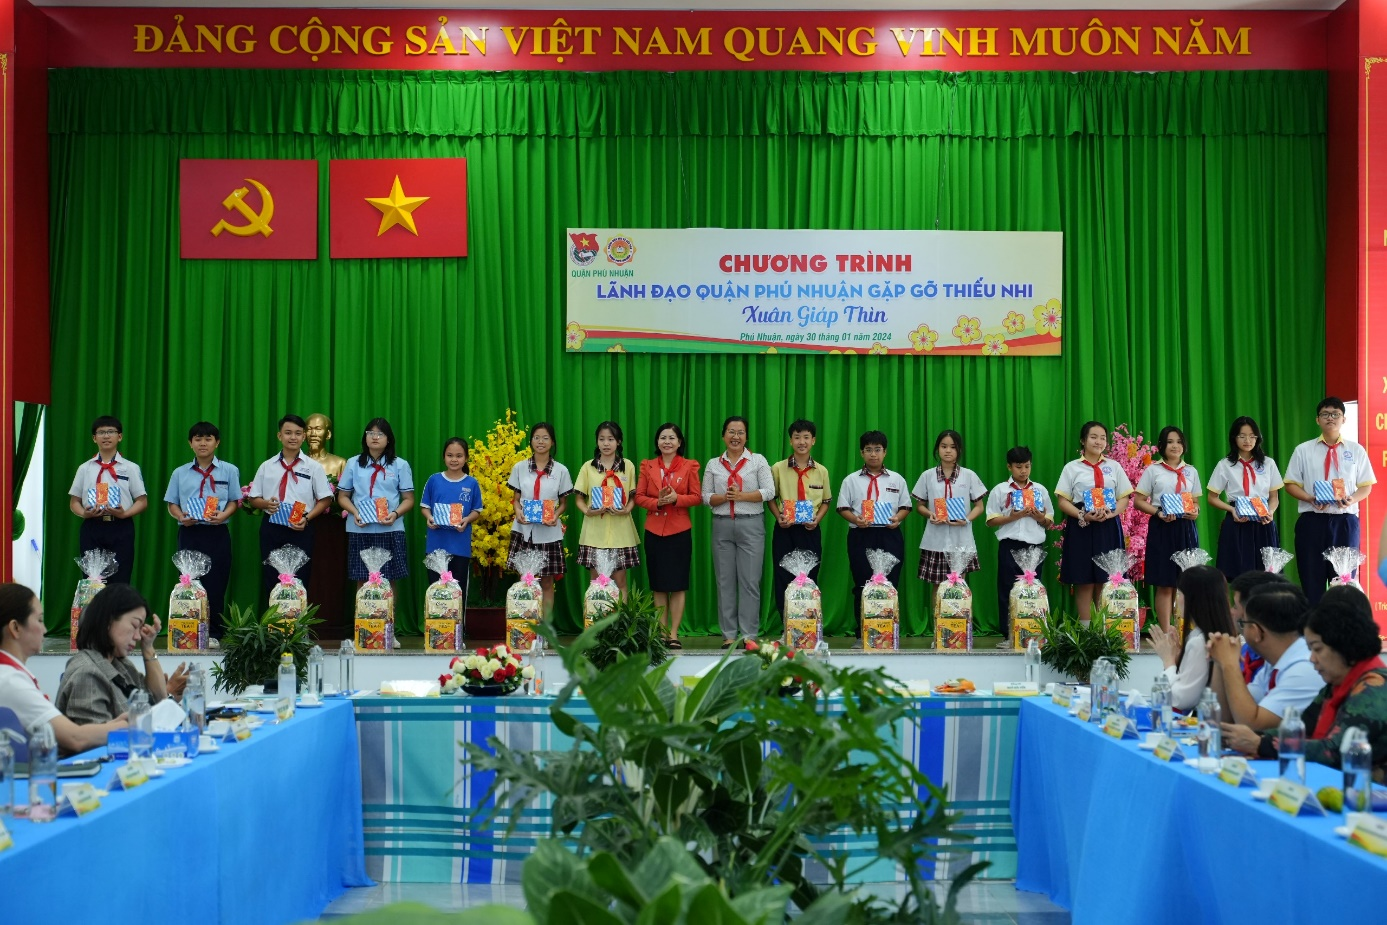 ĐẢNG CỘNG SẢN VIỆT NAM QUANG VINH MUÔN NĂM
QUẬN PHÚ NHUẬN
CHƯƠNG TRÌNH
LÃNH ĐẠO QUẬN PHÚ NHUẬN GẶP GỠ THIẾU NHI
Xuân Giáp Thìn
Phú Nhuận, ngày 30 tháng 01 năm 2024